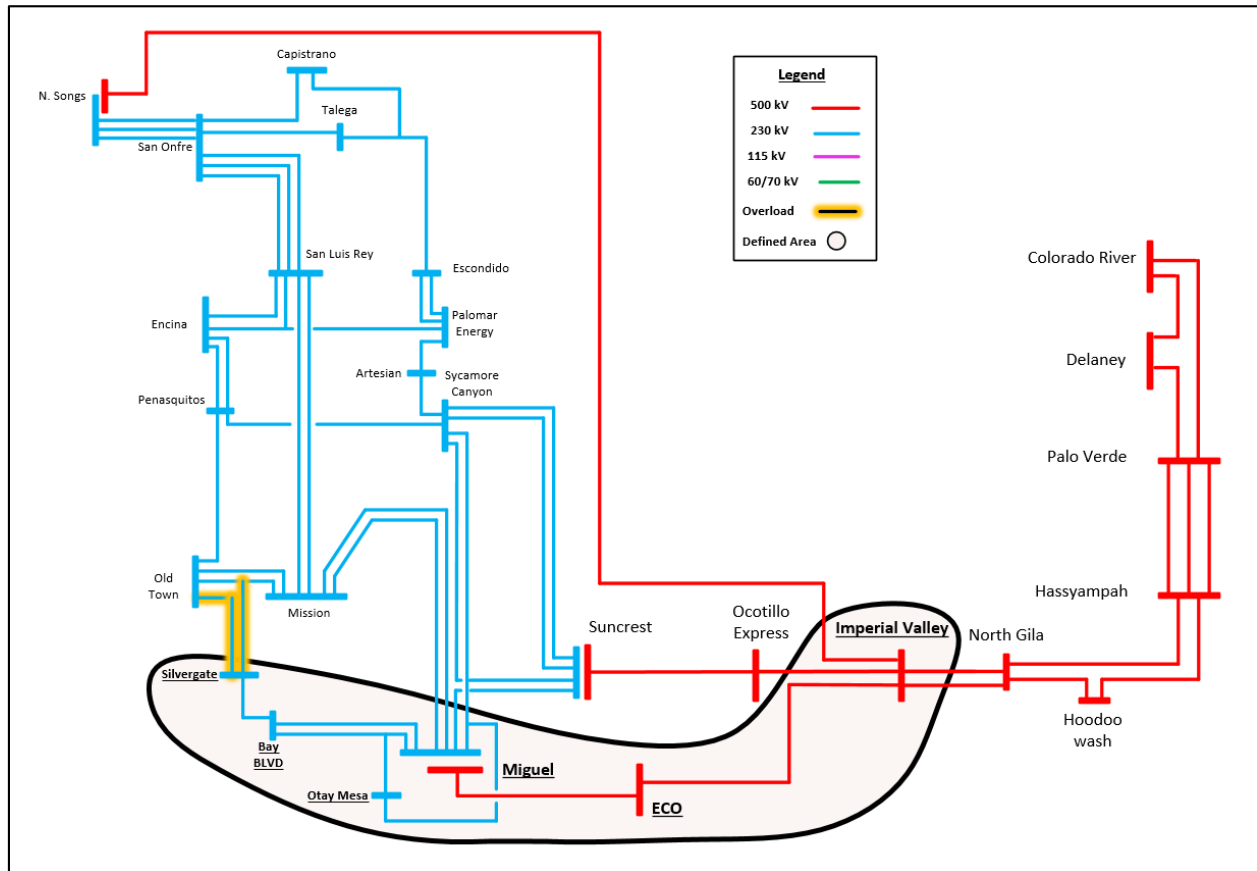 Capistrano
N. Songs
Talega
San Onfre
Legend
500 kV
230 kV
115 kV
60/70 kV
Overload
Defined Area
San Luis Rey
Escondido
Colorado River
Encina
Palomar
Energy
Delaney
Artesian
Sycamore
Canyon
Penasquitos
Palo Verde
Old
Town
Mission
Hassyampah
Suncrest
Ocotillo
Express
Imperial Valley
North Gila
Silvergate
Hoodoo
wash
Bay
BLVD
Miguel
Otay Mesa
ECO